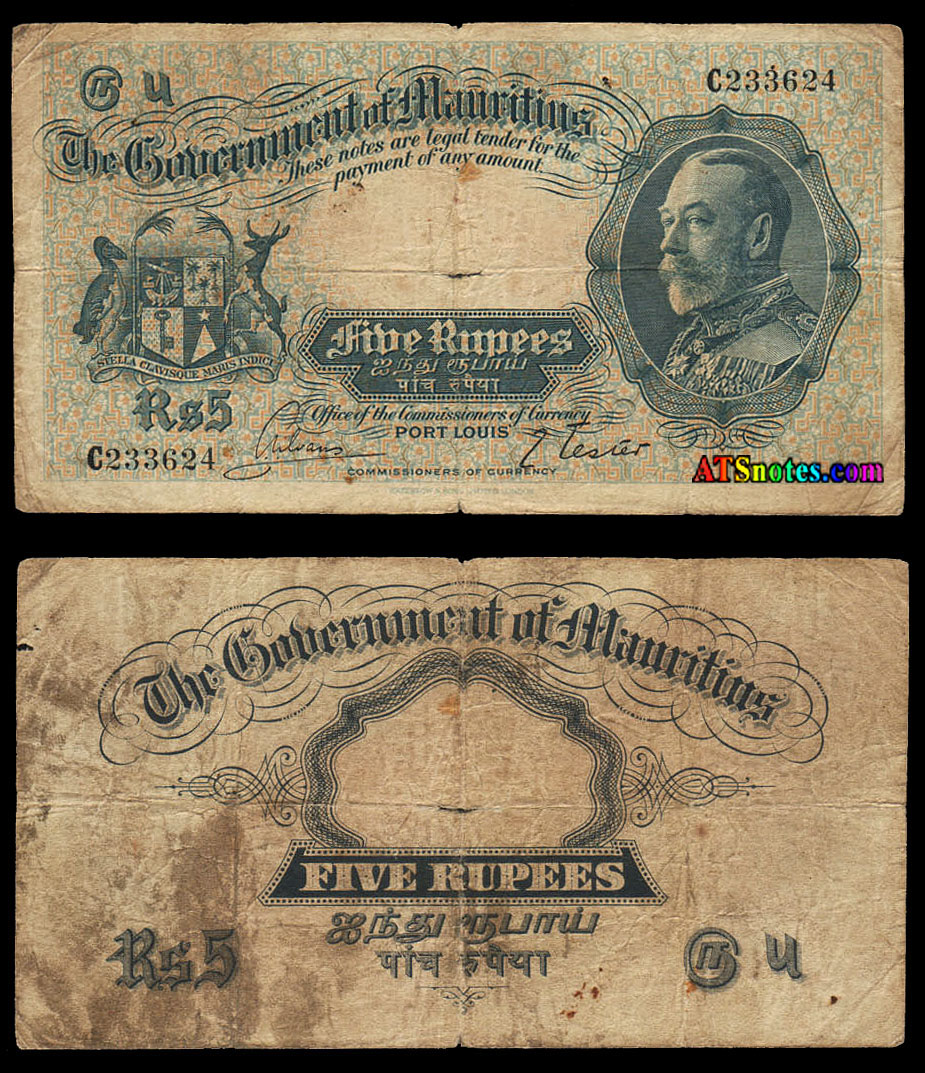 ௫ ५
C233624
The Government of Mauritius
These notes are legal tender for the
payment of any amount.
STELLA CLAVISQUE MARIS INDICI
Five Rupees
ஐந்து ரூபாய்
पांच रुपैया
Rs5
Office of the Commissioners of Currency
PORT LOUIS
C233624
COMMISSIONERS OF CURRENCY
ATSnotes.com
The Government of Mauritius
FIVE RUPEES
ஐந்து ரூபாய்
पांच रुपैया
Rs5
௫ ५